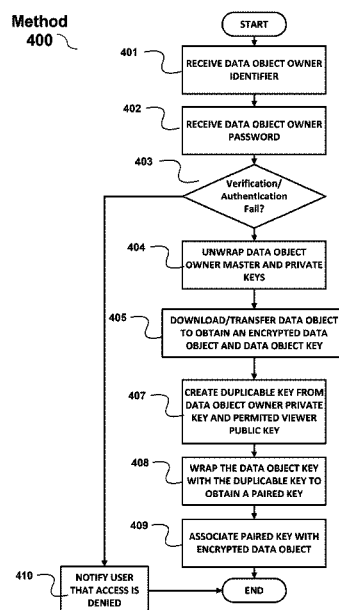 Method
400
START
401
RECEIVE DATA OBJECT OWNER
IDENTIFIER
402
RECEIVE DATA OBJECT OWNER
PASSWORD
403
Verification/
Authentication
Fail?
404
UNWRAP DATA OBJECT
OWNER MASTER AND PRIVATE
KEYS
405
DOWNLOAD/TRANSFER DATA OBJECT
TO OBTAIN AN ENCRYPTED DATA
OBJECT AND DATA OBJECT KEY
407
CREATE DUPLICABLE KEY FROM
DATA OBJECT OWNER PRIVATE
KEY AND PERMITED VIEWER
PUBLIC KEY
408
WRAP THE DATA OBJECT KEY
WITH THE DUPLICABLE KEY TO
OBTAIN A PAIRED KEY
409
ASSOCIATE PAIRED KEY WITH
ENCRYPTED DATA OBJECT
410
NOTIFY USER
THAT ACCESS IS
DENIED
END